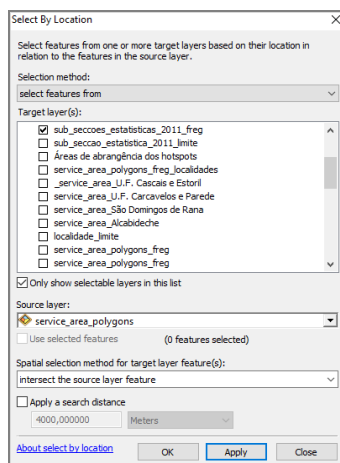 Select By Location
Select features from one or more target layers based on their location in
relation to the features in the source layer.
Selection method:
select features from
Target layer(s):
sub_seccoes_estatisticas_2011_freg
sub_seccao_estatistica_2011_limite
Áreas de abrangência dos hotspots
service_area_polygons_freg_localidades
_service_area_U.F. Cascais e Estoril
service_area_U.F. Carcavelos e Parede
service_area_São Domingos de Rana
service_area_Alcabideche
localidade_limite
service_area_polygons_freg
service_area_polygons_freg
Only show selectable layers in this list
Source layer:
service_area_polygons
Use selected features (0 features selected)
Spatial selection method for target layer feature(s):
intersect the source layer feature
Apply a search distance
4000,000000 Meters
About select by location OK Apply Close